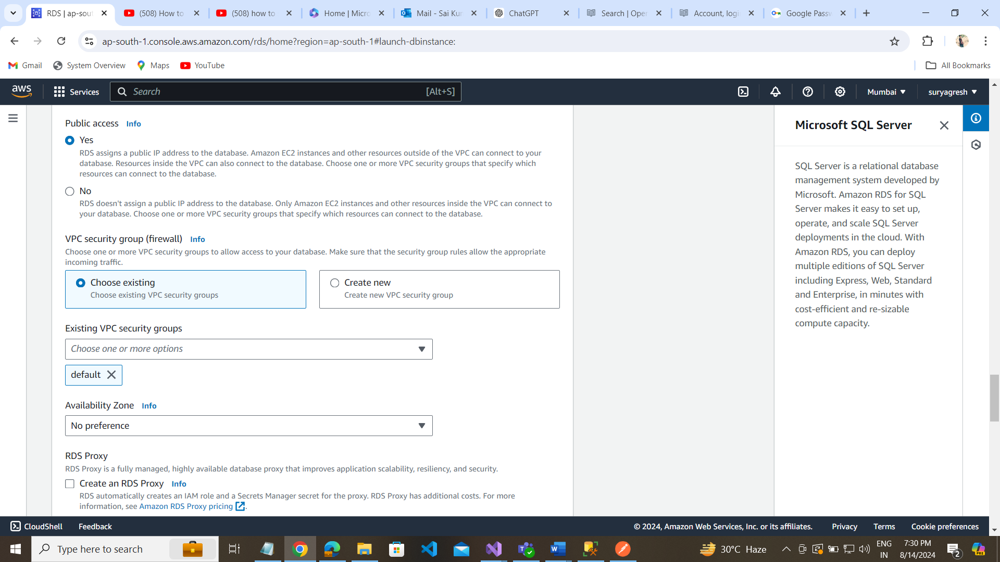 RDS | ap-sout
(508) How to
(508) how to
Home | Micro
Mail - Sai Kun
ChatGPT
Search | Open
Account, logi
Google Passw
ap-south-1.console.aws.amazon.com/rds/home?region=ap-south-1#launch-dbinstance:
Gmail
System Overview
Maps
YouTube
All Bookmarks
aws
Services
Search
[Alt+S]
Mumbai
suryagresh
Public access Info
Yes
RDS assigns a public IP address to the database. Amazon EC2 instances and other resources outside of the VPC can connect to your
database. Resources inside the VPC can also connect to the database. Choose one or more VPC security groups that specify which
resources can connect to the database.
No
RDS doesn't assign a public IP address to the database. Only Amazon EC2 instances and other resources inside the VPC can connect to
your database. Choose one or more VPC security groups that specify which resources can connect to the database.
VPC security group (firewall) Info
Choose one or more VPC security groups to allow access to your database. Make sure that the security group rules allow the appropriate
incoming traffic.
Choose existing
Choose existing VPC security groups
Create new
Create new VPC security group
Existing VPC security groups
Choose one or more options
default
Availability Zone Info
No preference
RDS Proxy
RDS Proxy is a fully managed, highly available database proxy that improves application scalability, resiliency, and security.
Create an RDS Proxy Info
RDS automatically creates an IAM role and a Secrets Manager secret for the proxy. RDS Proxy has additional costs. For more
information, see Amazon RDS Proxy pricing.
Microsoft SQL Server
SQL Server is a relational database
management system developed by
Microsoft. Amazon RDS for SQL
Server makes it easy to set up,
operate, and scale SQL Server
deployments in the cloud. With
Amazon RDS, you can deploy
multiple editions of SQL Server
including Express, Web, Standard
and Enterprise, in minutes with
cost-efficient and re-sizable
compute capacity.
CloudShell
Feedback
© 2024, Amazon Web Services, Inc. or its affiliates.
Privacy
Terms
Cookie preferences
Type here to search
30°C Haze
ENG
IN
7:30 PM
8/14/2024
2
PRE